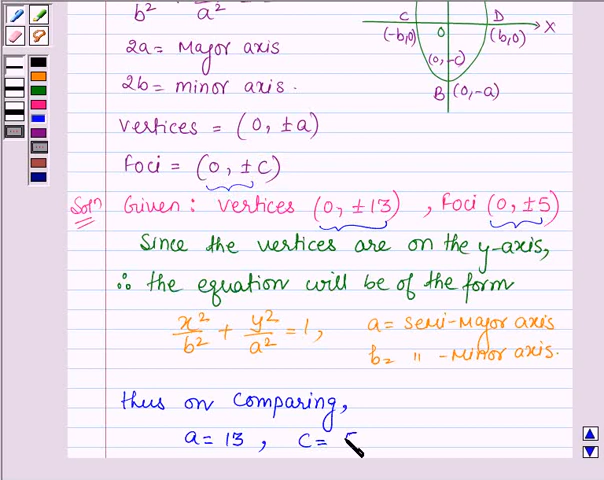 b² a²
C D X
(-b,0) 0 (b,0)
2a = Major axis
(0,-c)
2b = minor axis.
B (0,-a)
Vertices = (0, ±a)
Foci = (0, ±c)
Soln Given: Vertices (0, ±13), Foci (0, ±5)
Since the vertices are on the y-axis,
∴ the equation will be of the form
x²/b² + y²/a² = 1, a = semi-Major axis
b = " -Minor axis.
thus on comparing,
a = 13, c =